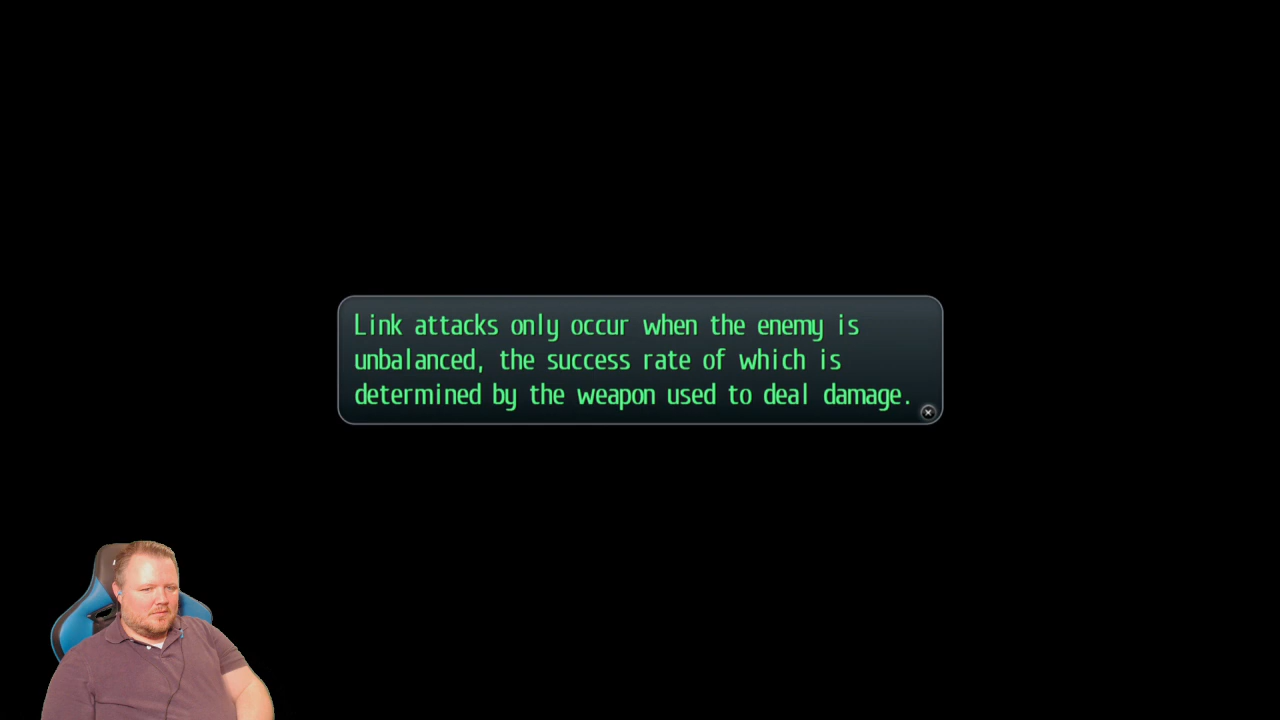 Link attacks only occur when the enemy is
unbalanced, the success rate of which is
determined by the weapon used to deal damage.